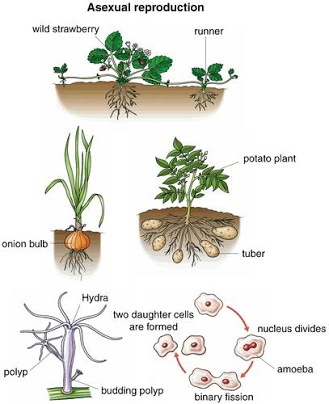 Asexual reproduction
wild strawberry
runner
potato plant
onion bulb
tuber
Hydra
polyp
budding polyp
two daughter cells
are formed
nucleus divides
amoeba
binary fission